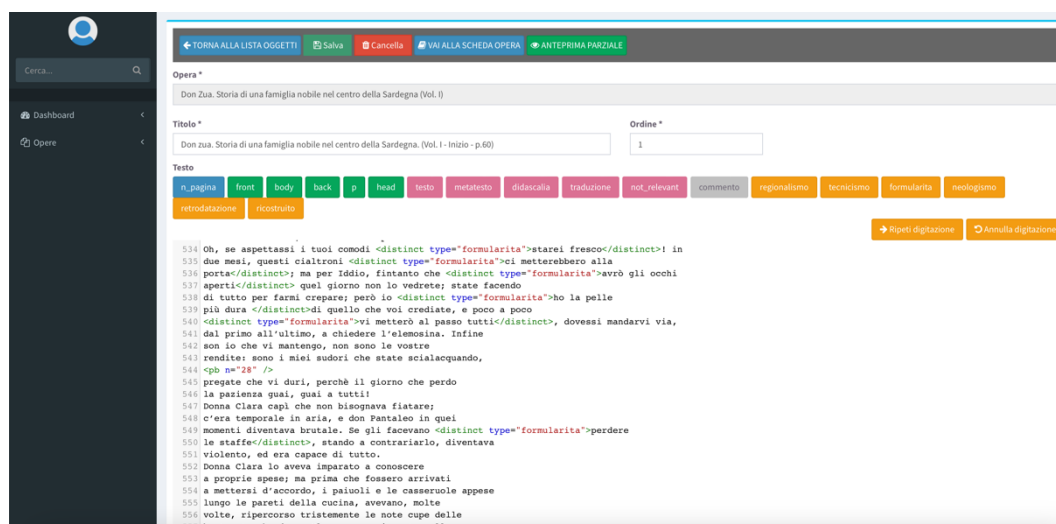 TORNA ALLA LISTA OGGETTI Salva Cancella VAI ALLA SCHEDA OPERA ANTEPRIMA PARZIALE
Cerca...
Opera *
Don Zua. Storia di una famiglia nobile nel centro della Sardegna (Vol. I)
Dashboard
Opere
Titolo * Ordine *
Don zua. Storia di una famiglia nobile nel centro della Sardegna. (Vol. I - Inizio - p.60) 1
Testo
n_pagina front body back p head testo metatesto didascalia traduzione not_relevant commento regionalismo tecnicismo formularita neologismo
retrodatazione ricostruito
Ripeti digitazione Annulla digitazione
534 Oh, se aspettassi i tuoi comodi <distinct type="formularita">starei fresco</distinct>! in
535 due mesi, questi cialtroni <distinct type="formularita">ci metterebbero alla
536 porta</distinct>; ma per Iddio, fintanto che <distinct type="formularita">avrò gli occhi
537 aperti</distinct> quel giorno non lo vedrete; state facendo
538 di tutto per farmi crepare; però io <distinct type="formularita">ho la pelle
539 più dura </distinct>di quello che voi crediate, e poco a poco
540 <distinct type="formularita">vi metterò al passo tutti</distinct>, dovessi mandarvi via,
541 dal primo all'ultimo, a chiedere l'elemosina. Infine
542 son io che vi mantengo, non sono le vostre
543 rendite: sono i miei sudori che state scialacquando,
544 <pb n="28" />
545 pregate che vi duri, perchè il giorno che perdo
546 la pazienza guai, guai a tutti!
547 Donna Clara capì che non bisognava fiatare;
548 c'era temporale in aria, e don Pantaleo in quei
549 momenti diventava brutale. Se gli facevano <distinct type="formularita">perdere
550 le staffe</distinct>, stando a contrariarlo, diventava
551 violento, ed era capace di tutto.
552 Donna Clara lo aveva imparato a conoscere
553 a proprie spese; ma prima che fossero arrivati
554 a mettersi d'accordo, i paiuoli e le casseruole appese
555 lungo le pareti della cucina, avevano, molte
556 volte, ripercorso tristemente le note cupe delle